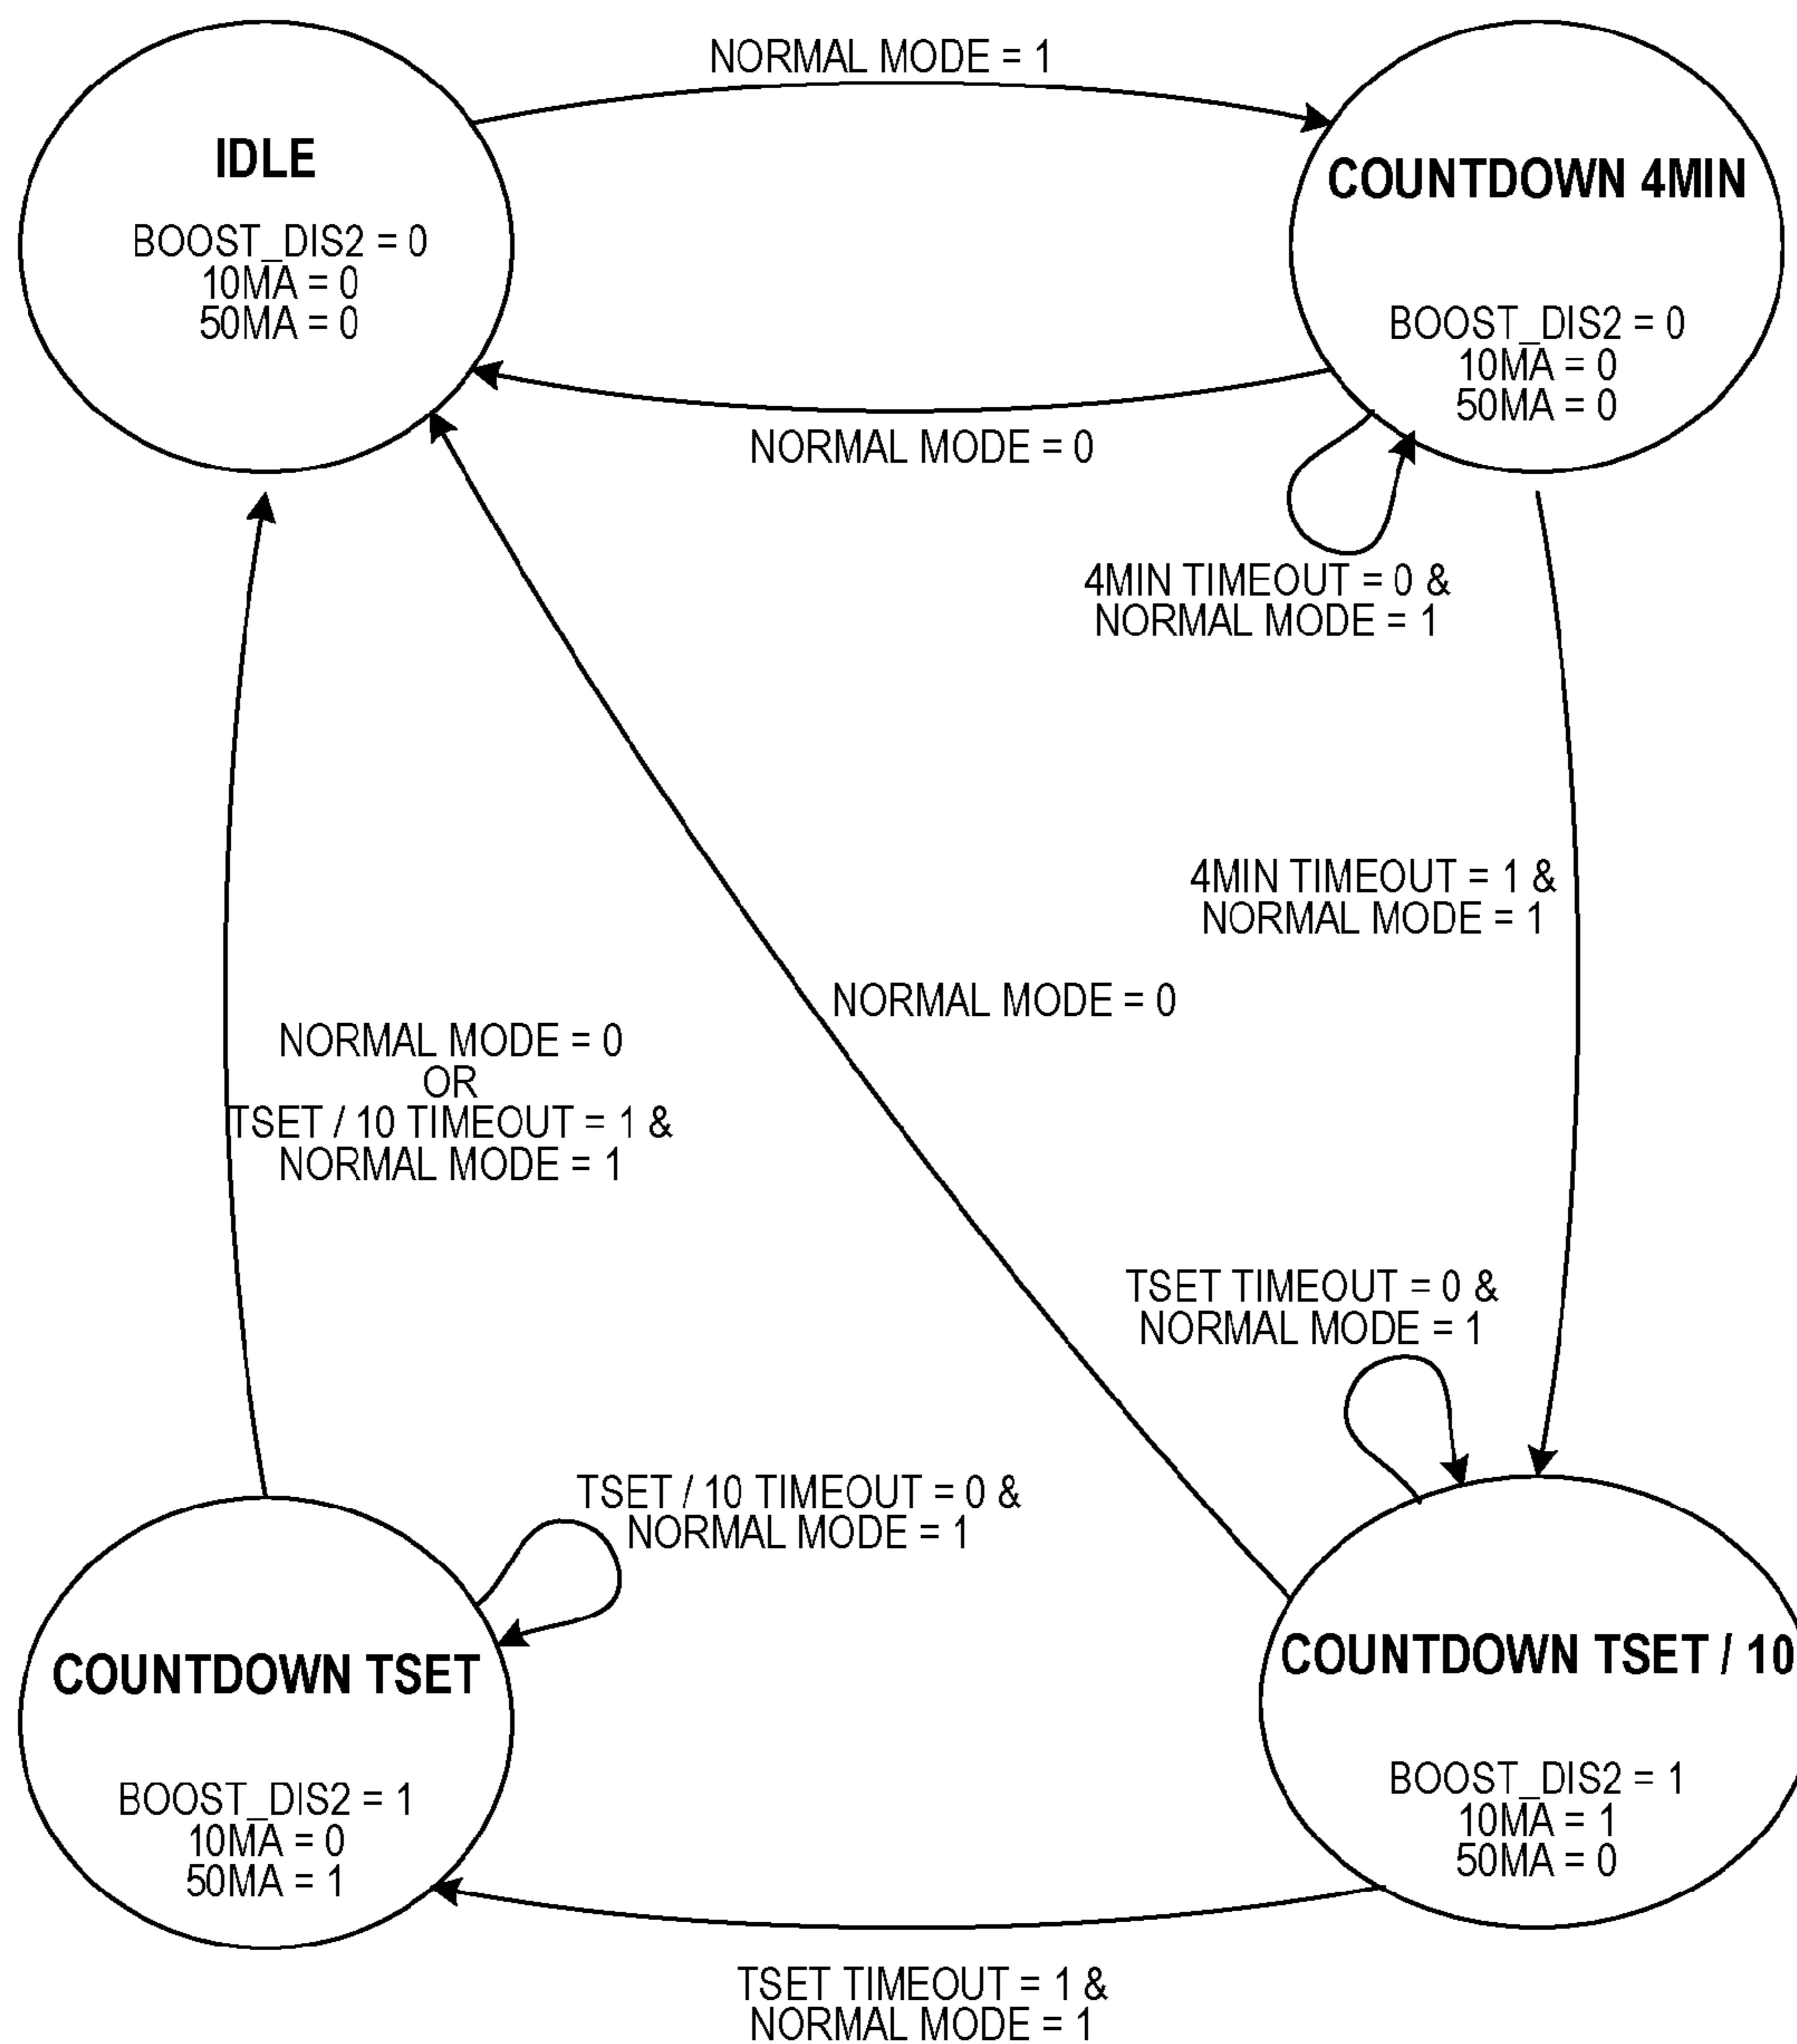 NORMAL MODE = 1
IDLE
BOOST_DIS2 = 0
10MA = 0
50MA = 0
COUNTDOWN 4MIN
BOOST_DIS2 = 0
10MA = 0
50MA = 0
NORMAL MODE = 0
4MIN TIMEOUT = 0 &
NORMAL MODE = 1
4MIN TIMEOUT = 1 &
NORMAL MODE = 1
NORMAL MODE = 0
NORMAL MODE = 0
OR
TSET / 10 TIMEOUT = 1 &
NORMAL MODE = 1
TSET TIMEOUT = 0 &
NORMAL MODE = 1
TSET / 10 TIMEOUT = 0 &
NORMAL MODE = 1
COUNTDOWN TSET
BOOST_DIS2 = 1
10MA = 0
50MA = 1
COUNTDOWN TSET / 10
BOOST_DIS2 = 1
10MA = 1
50MA = 0
TSET TIMEOUT = 1 &
NORMAL MODE = 1